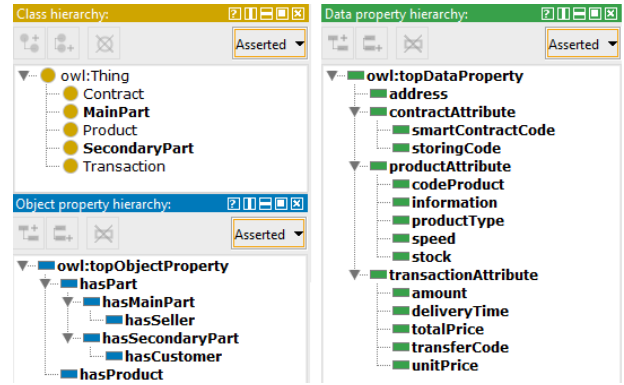 Class hierarchy:
Asserted
owl:Thing
Contract
MainPart
Product
SecondaryPart
Transaction
Object property hierarchy:
Asserted
owl:topObjectProperty
hasPart
hasMainPart
hasSeller
hasSecondaryPart
hasCustomer
hasProduct
Data property hierarchy:
Asserted
owl:topDataProperty
address
contractAttribute
smartContractCode
storingCode
productAttribute
codeProduct
information
productType
speed
stock
transactionAttribute
amount
deliveryTime
totalPrice
transferCode
unitPrice